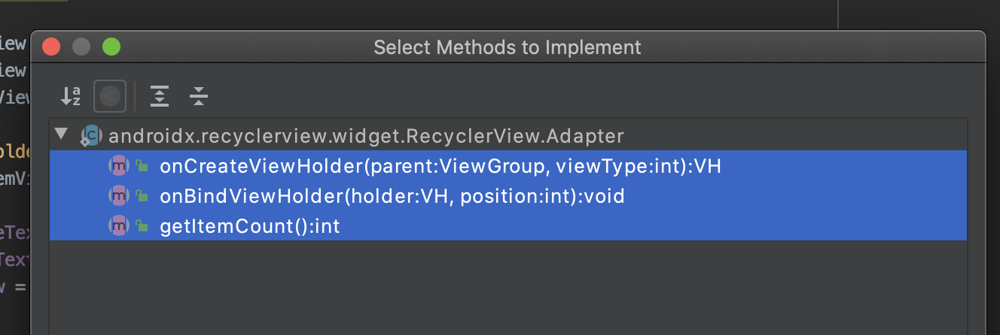 Select Methods to Implement
iew
iew
View
androidx.recyclerview.widget.RecyclerView.Adapter
onCreateViewHolder(parent:ViewGroup, viewType:int):VH
onBindViewHolder(holder:VH, position:int):void
getItemCount():int
olde
emVi
eTex
Text
w =